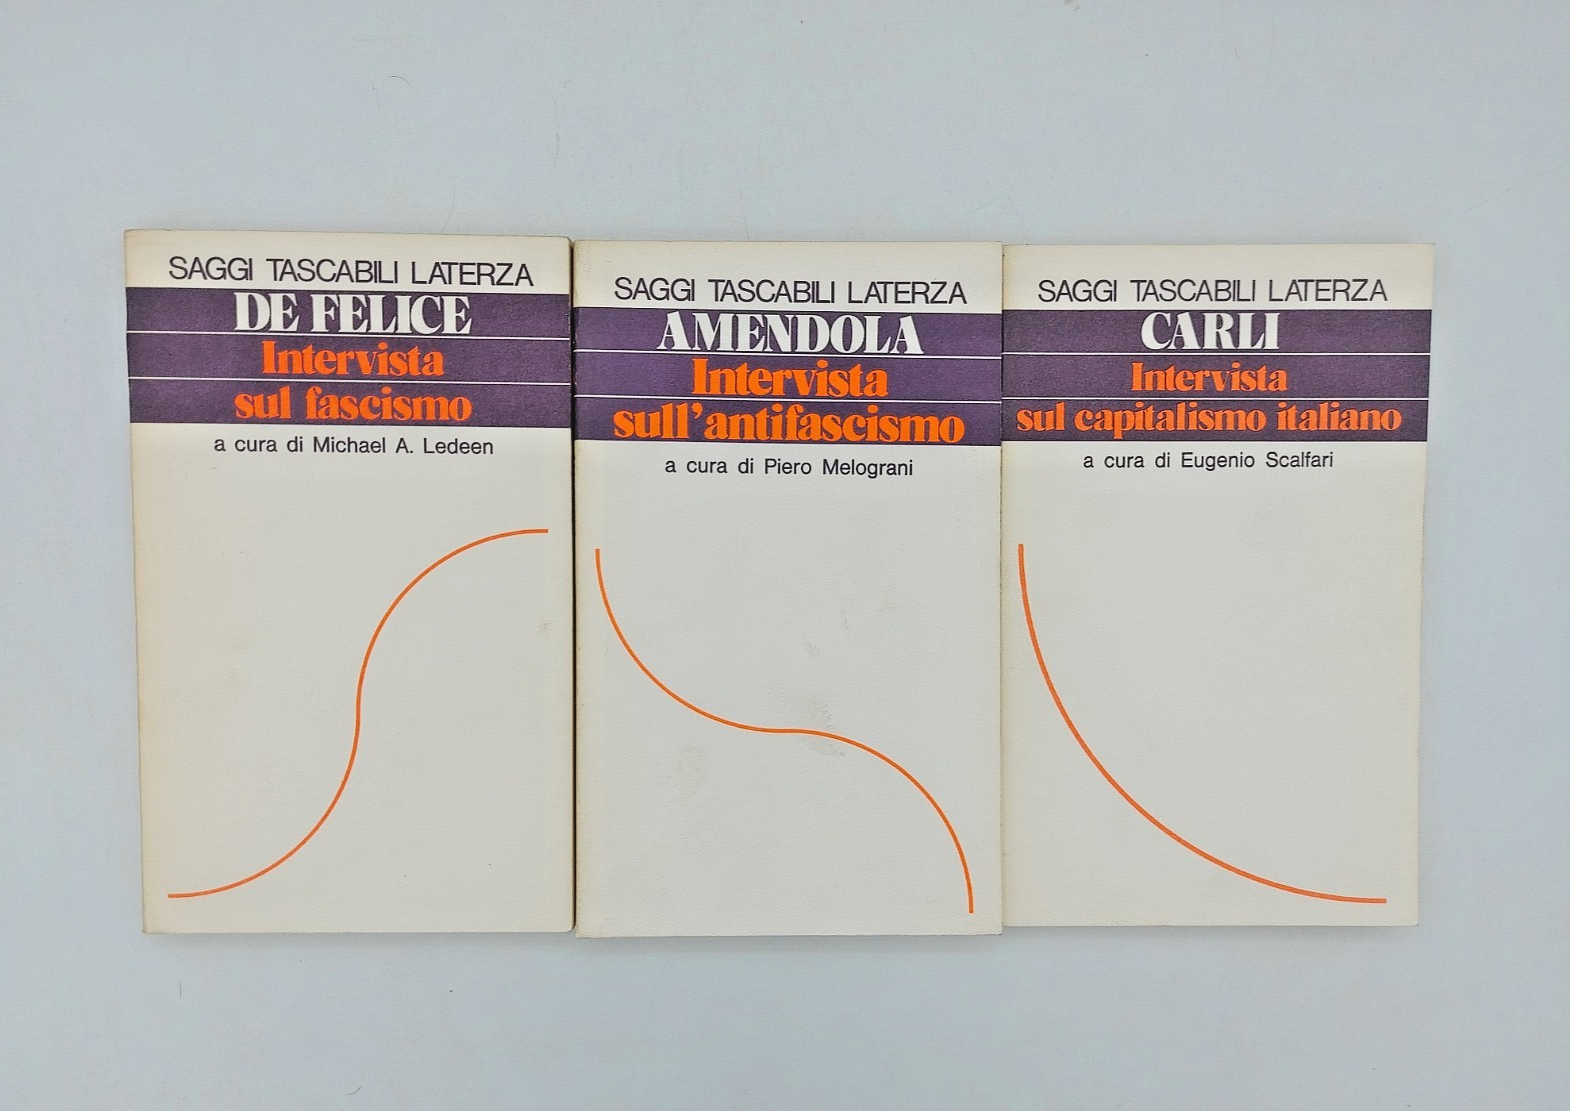 SAGGI TASCABILI LATERZA
DE FELICE
Intervista
sul fascismo
a cura di Michael A. Ledeen
SAGGI TASCABILI LATERZA
AMENDOLA
Intervista
sull'antifascismo
a cura di Piero Melograni
SAGGI TASCABILI LATERZA
CARLI
Intervista
sul capitalismo italiano
a cura di Eugenio Scalfari